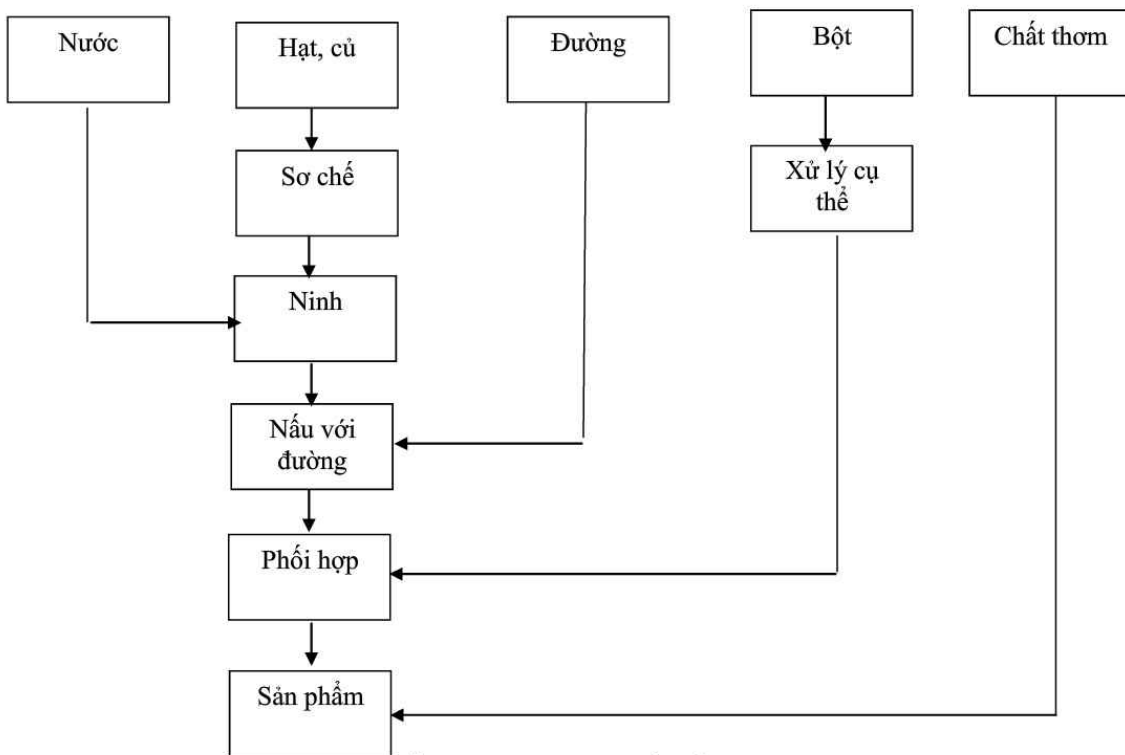 Nước
Hạt, củ
Đường
Bột
Chất thơm
Sơ chế
Xử lý cụ
thể
Ninh
Nấu với
đường
Phối hợp
Sản phẩm